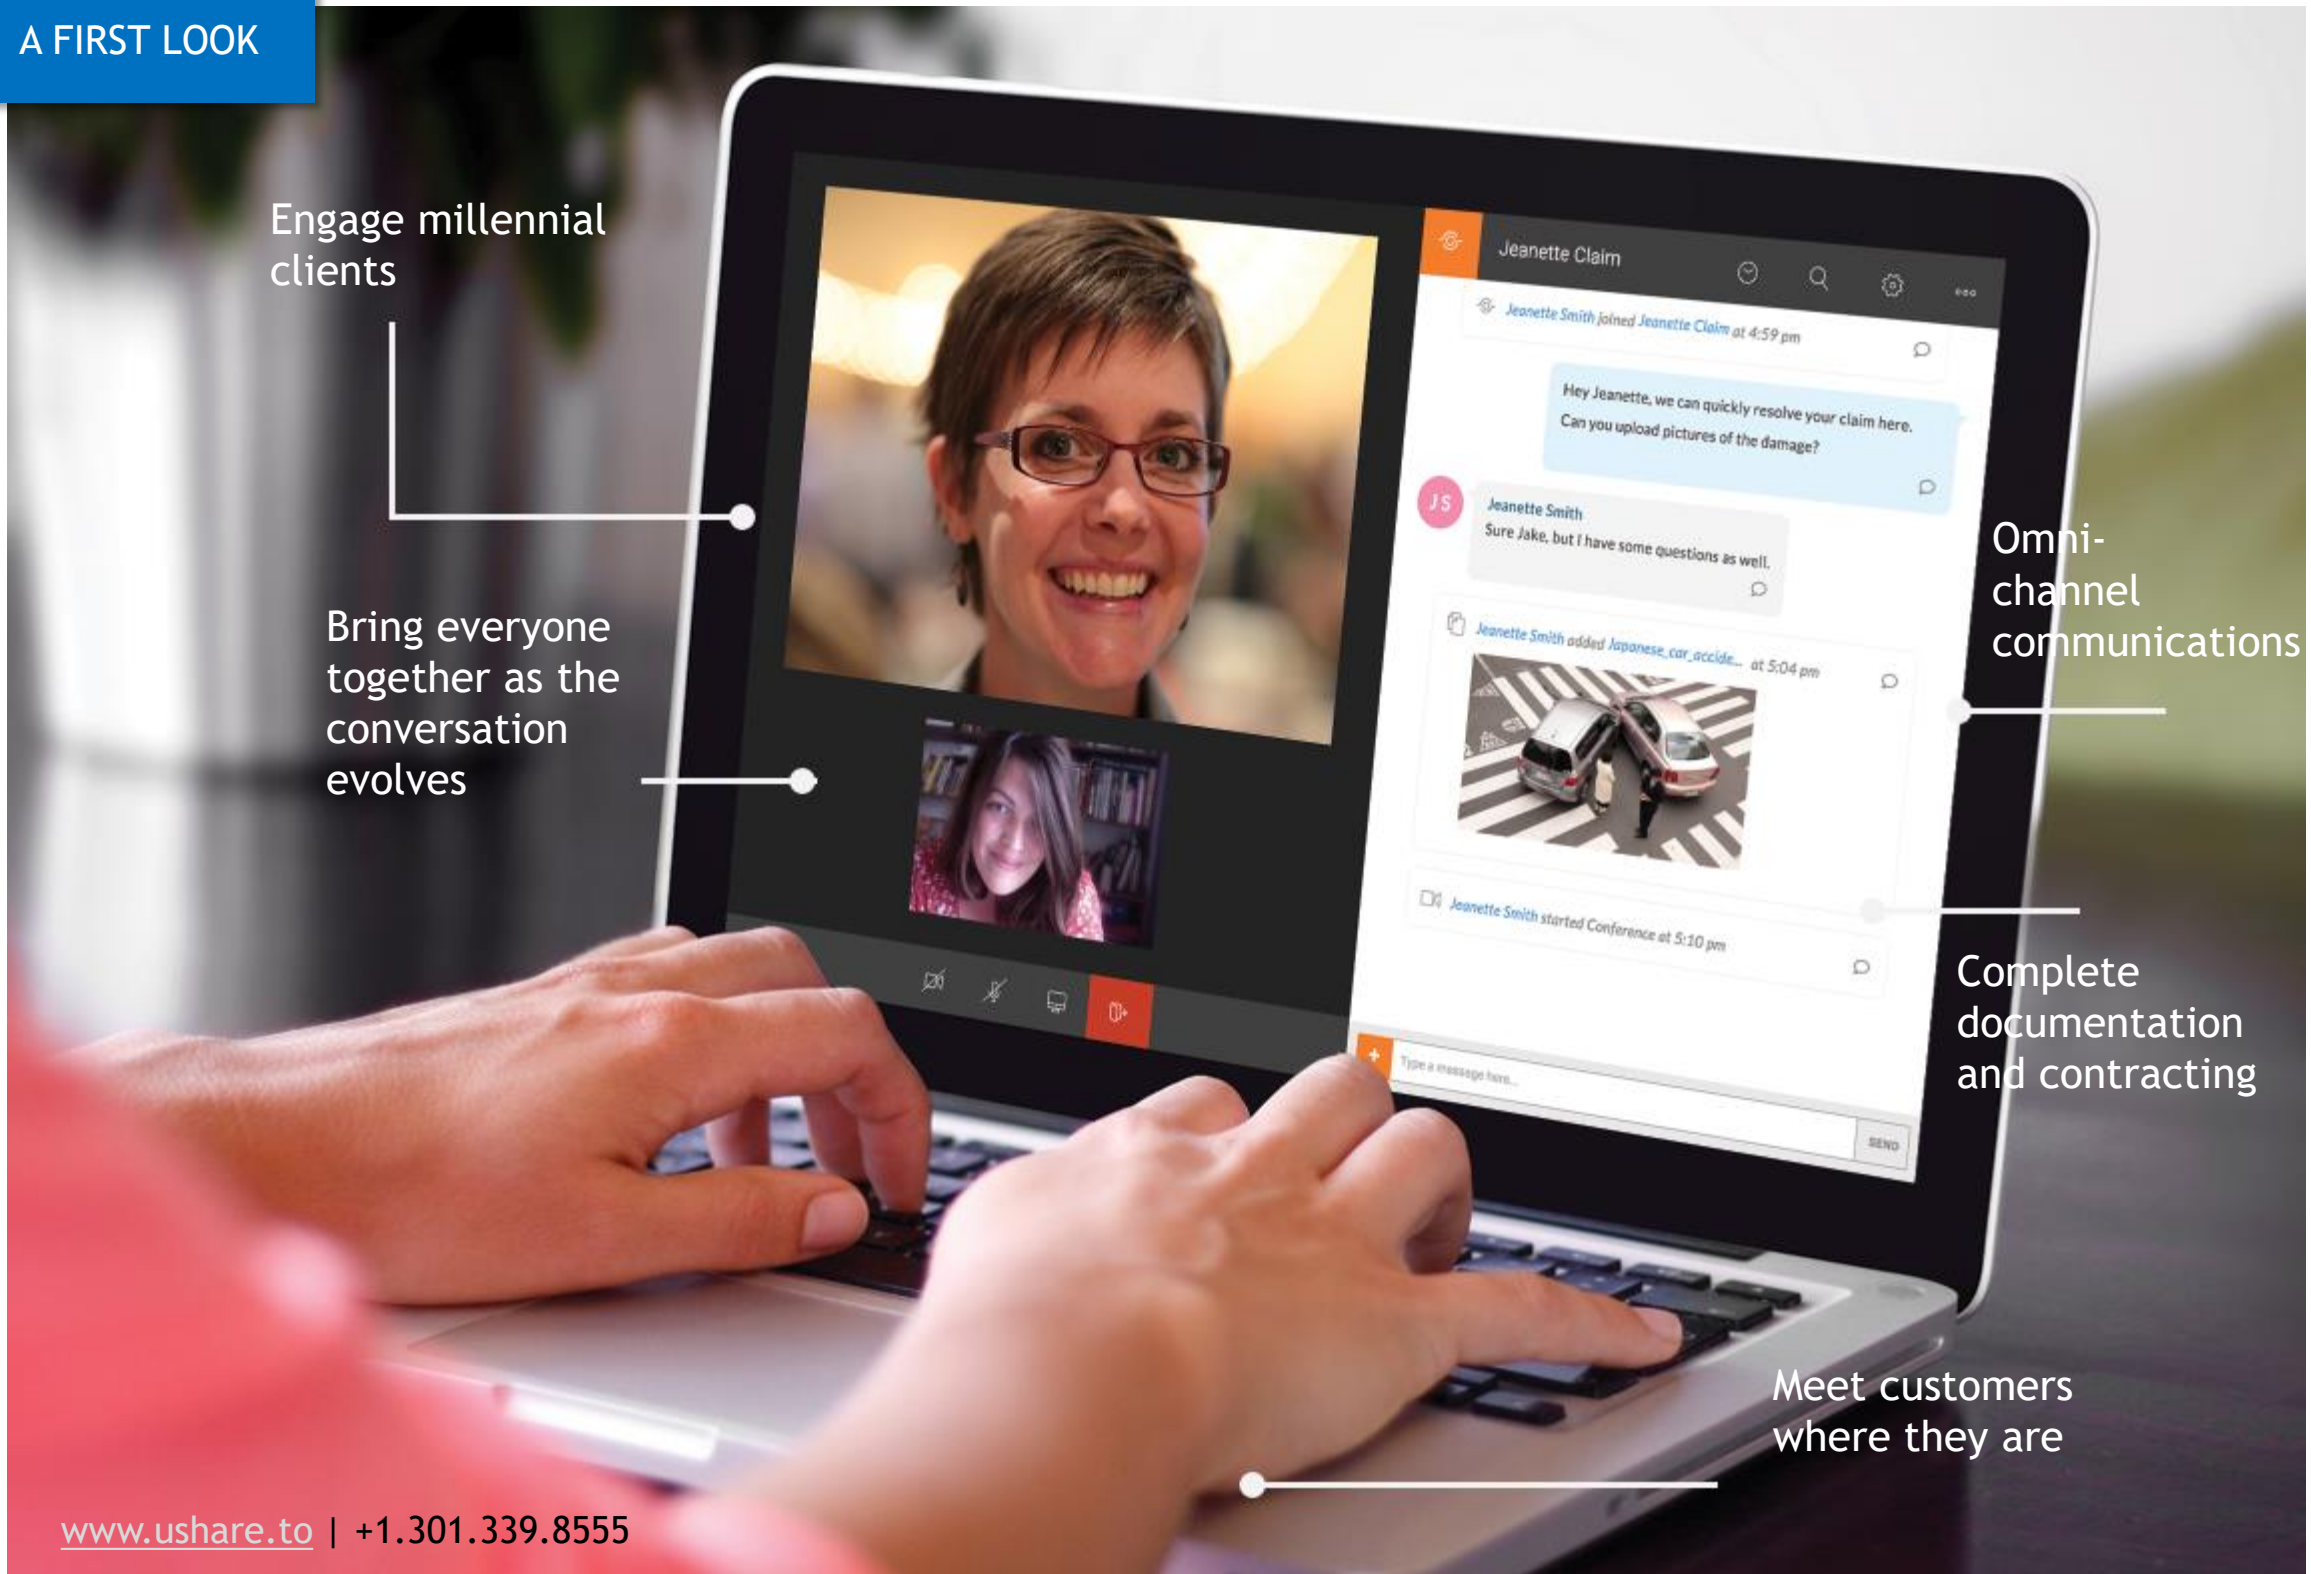 A FIRST LOOK
Engage millennial
clients
Bring everyone
together as the
conversation
evolves
Jeanette Claim
Jeanette Smith joined Jeanette Claim at 4:59 pm
Hey Jeanette, we can quickly resolve your claim here.
Can you upload pictures of the damage?
JS
Jeanette Smith
Sure Jake, but I have some questions as well.
Jeanette Smith added Japanese_car_accide... at 5:04 pm
Jeanette Smith started Conference at 5:10 pm
Type a message here...
SEND
Omni-
channel
communications
Complete
documentation
and contracting
Meet customers
where they are
www.ushare.to | +1.301.339.8555